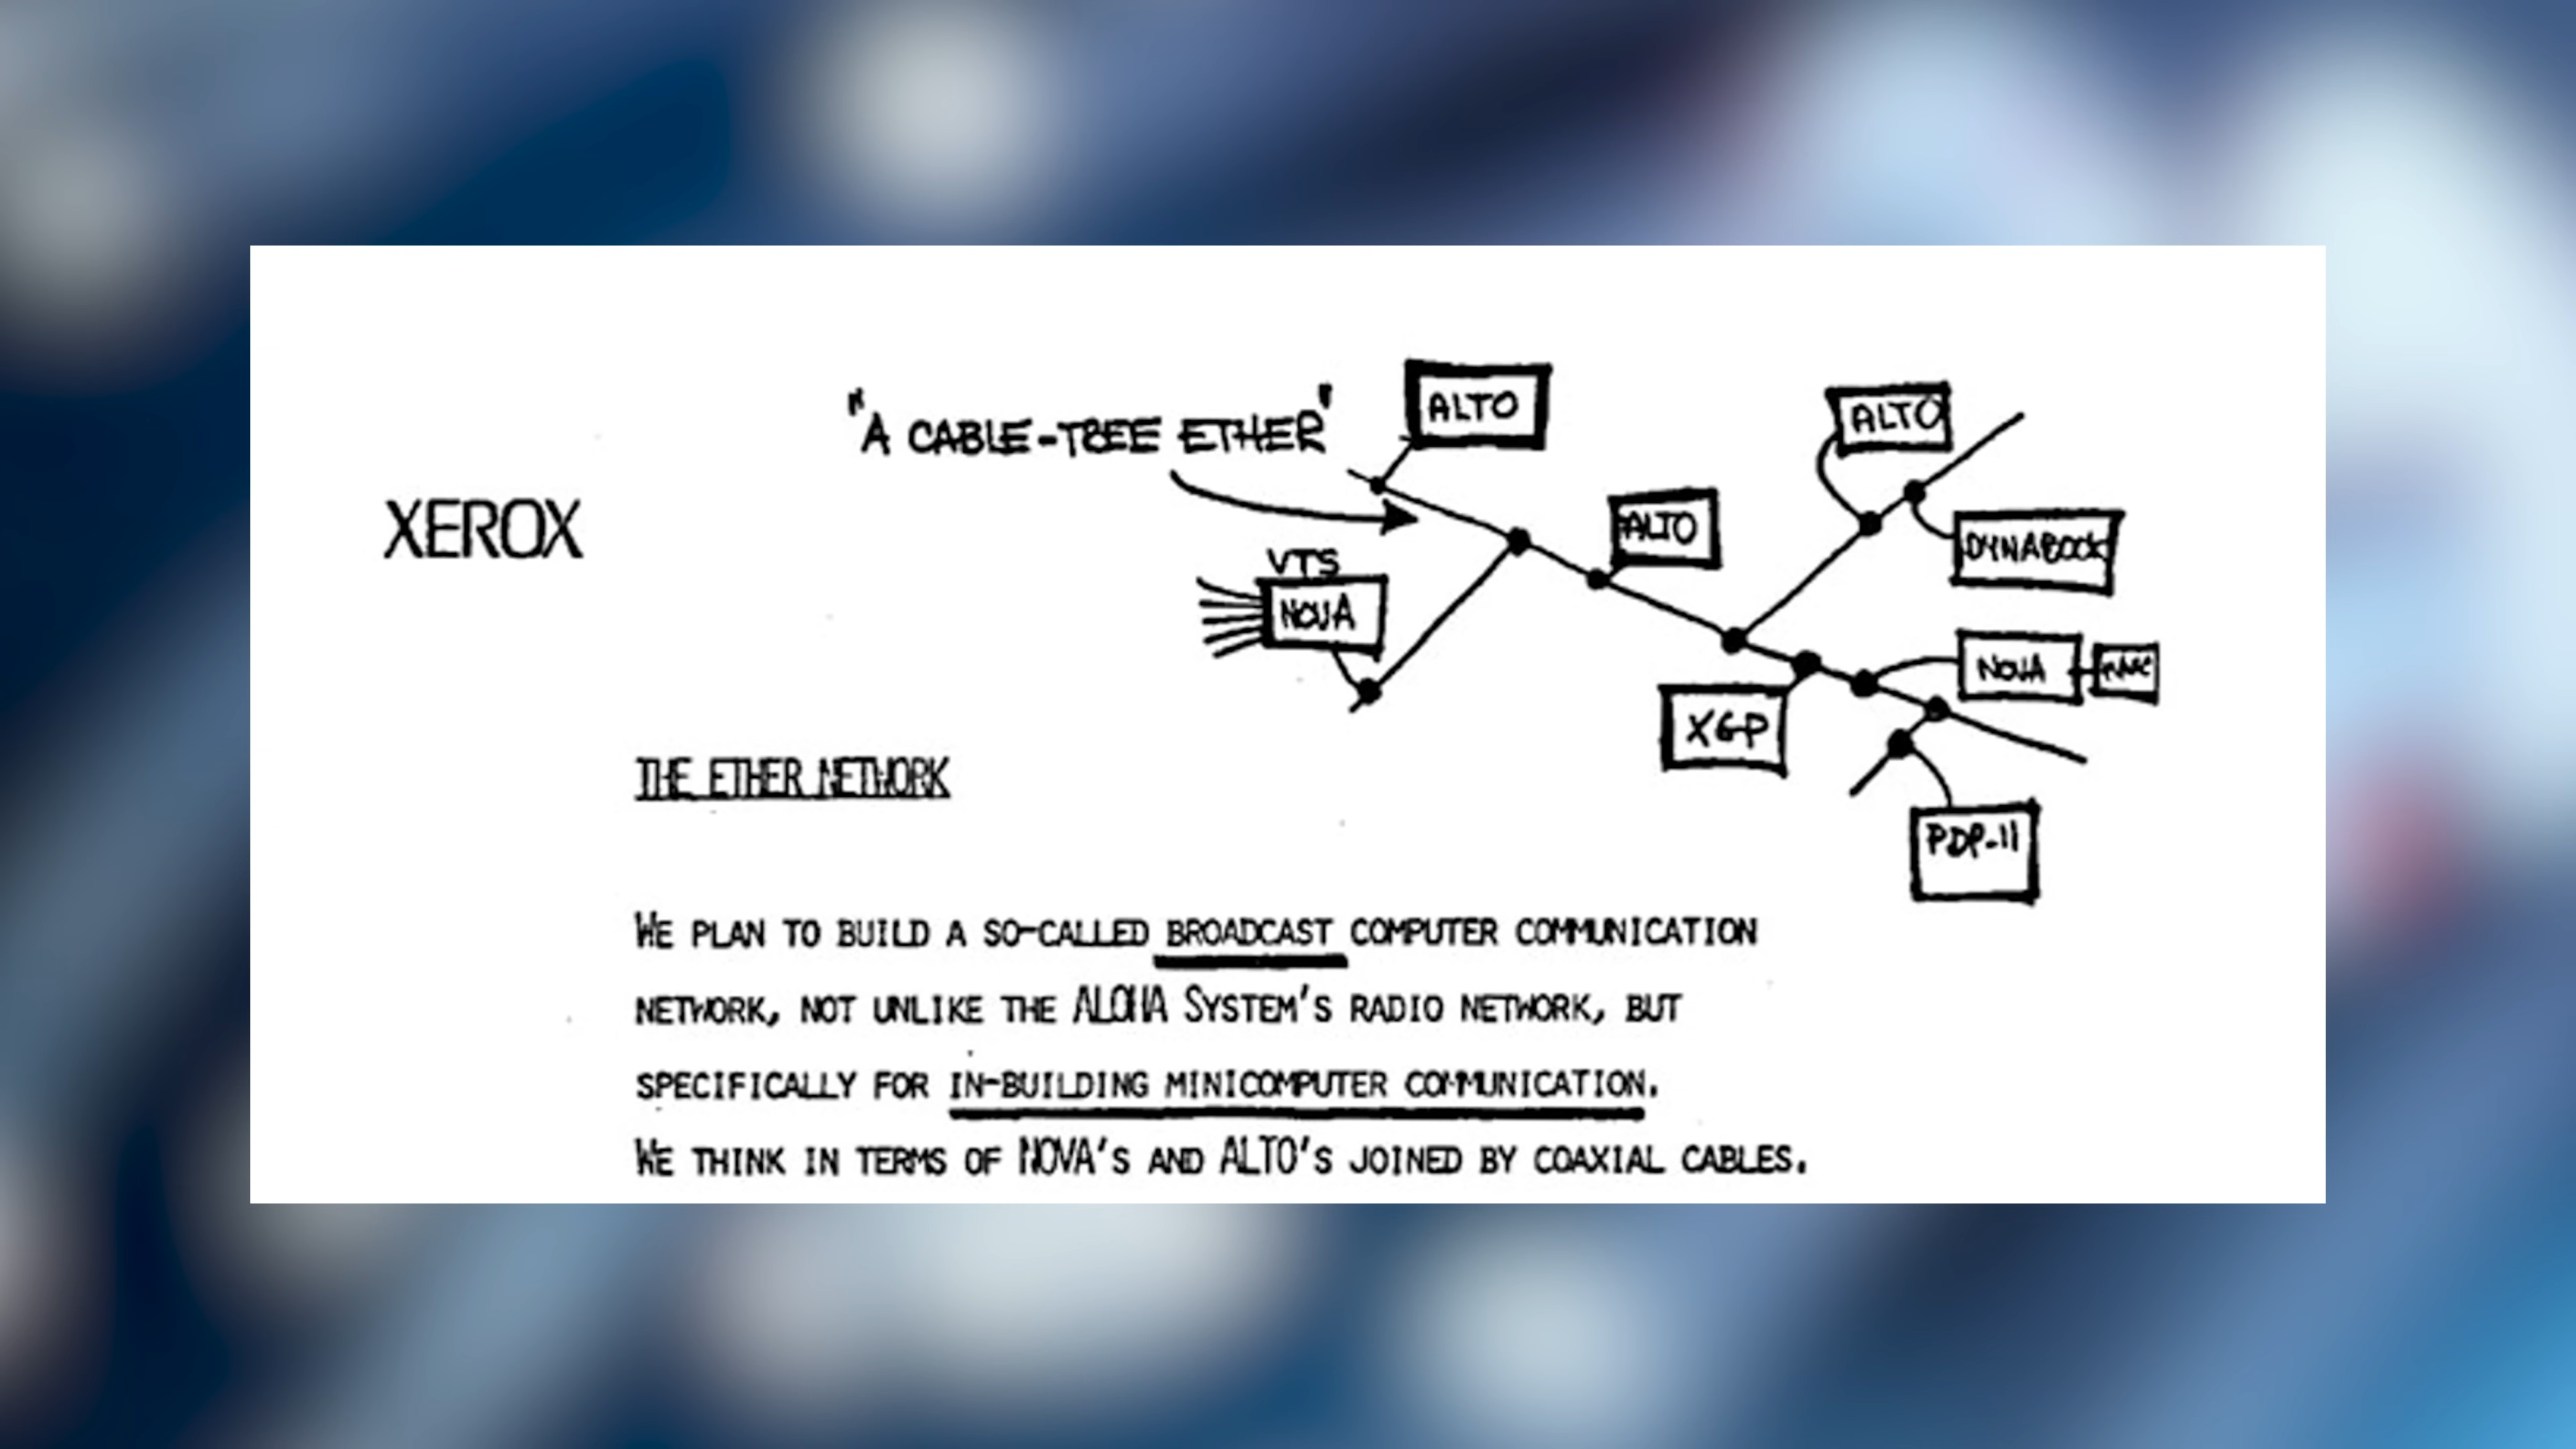 "A CABLE-TREE ETHER"
ALTO
ALTO
ALTO
DYNABOOK
XEROX
VTS
NOVA
NOVA
XGP
PDP-11
THE ETHER NETWORK
WE PLAN TO BUILD A SO-CALLED BROADCAST COMPUTER COMMUNICATION
NETWORK, NOT UNLIKE THE ALOHA SYSTEM'S RADIO NETWORK, BUT
SPECIFICALLY FOR IN-BUILDING MINICOMPUTER COMMUNICATION.
WE THINK IN TERMS OF NOVA'S AND ALTO'S JOINED BY COAXIAL CABLES.